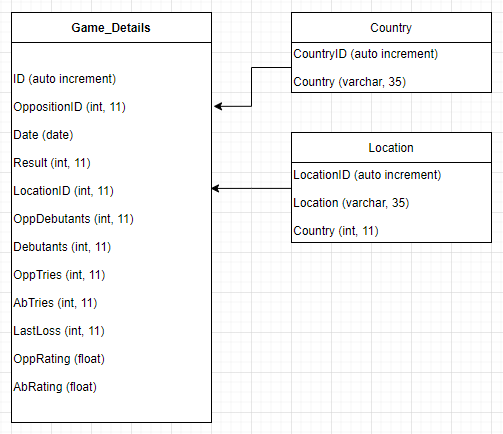 Game_Details
ID (auto increment)
OppositionID (int, 11)
Date (date)
Result (int, 11)
LocationID (int, 11)
OppDebutants (int, 11)
Debutants (int, 11)
OppTries (int, 11)
AbTries (int, 11)
LastLoss (int, 11)
OppRating (float)
AbRating (float)
Country
CountryID (auto increment)
Country (varchar, 35)
Location
LocationID (auto increment)
Location (varchar, 35)
Country (int, 11)